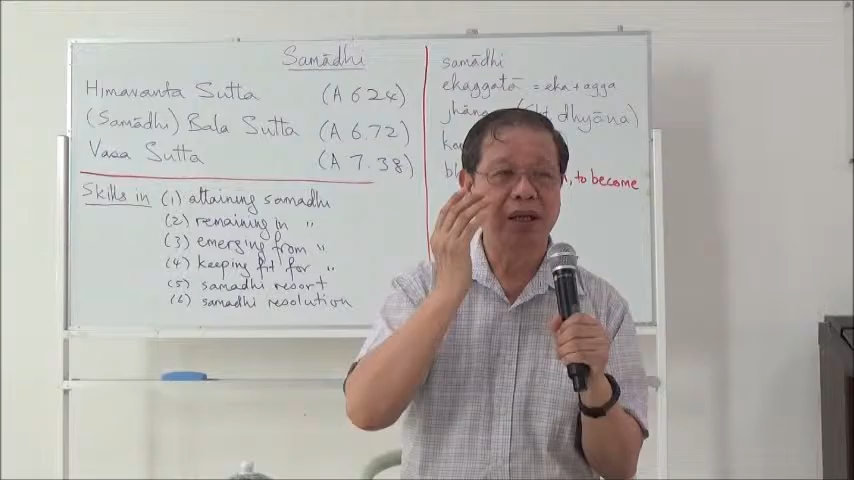 Samādhi
Himavanta Sutta (A 6.24)
(Samādhi) Bala Sutta (A 6.72)
Vasa Sutta (A 7.38)
Skills in (1) attaining samadhi
(2) remaining in "
(3) emerging from "
(4) keeping fit for "
(5) samadhi resort
(6) samadhi resolution
samādhi
ekaggatā = eka + agga
dhyāna)
to become